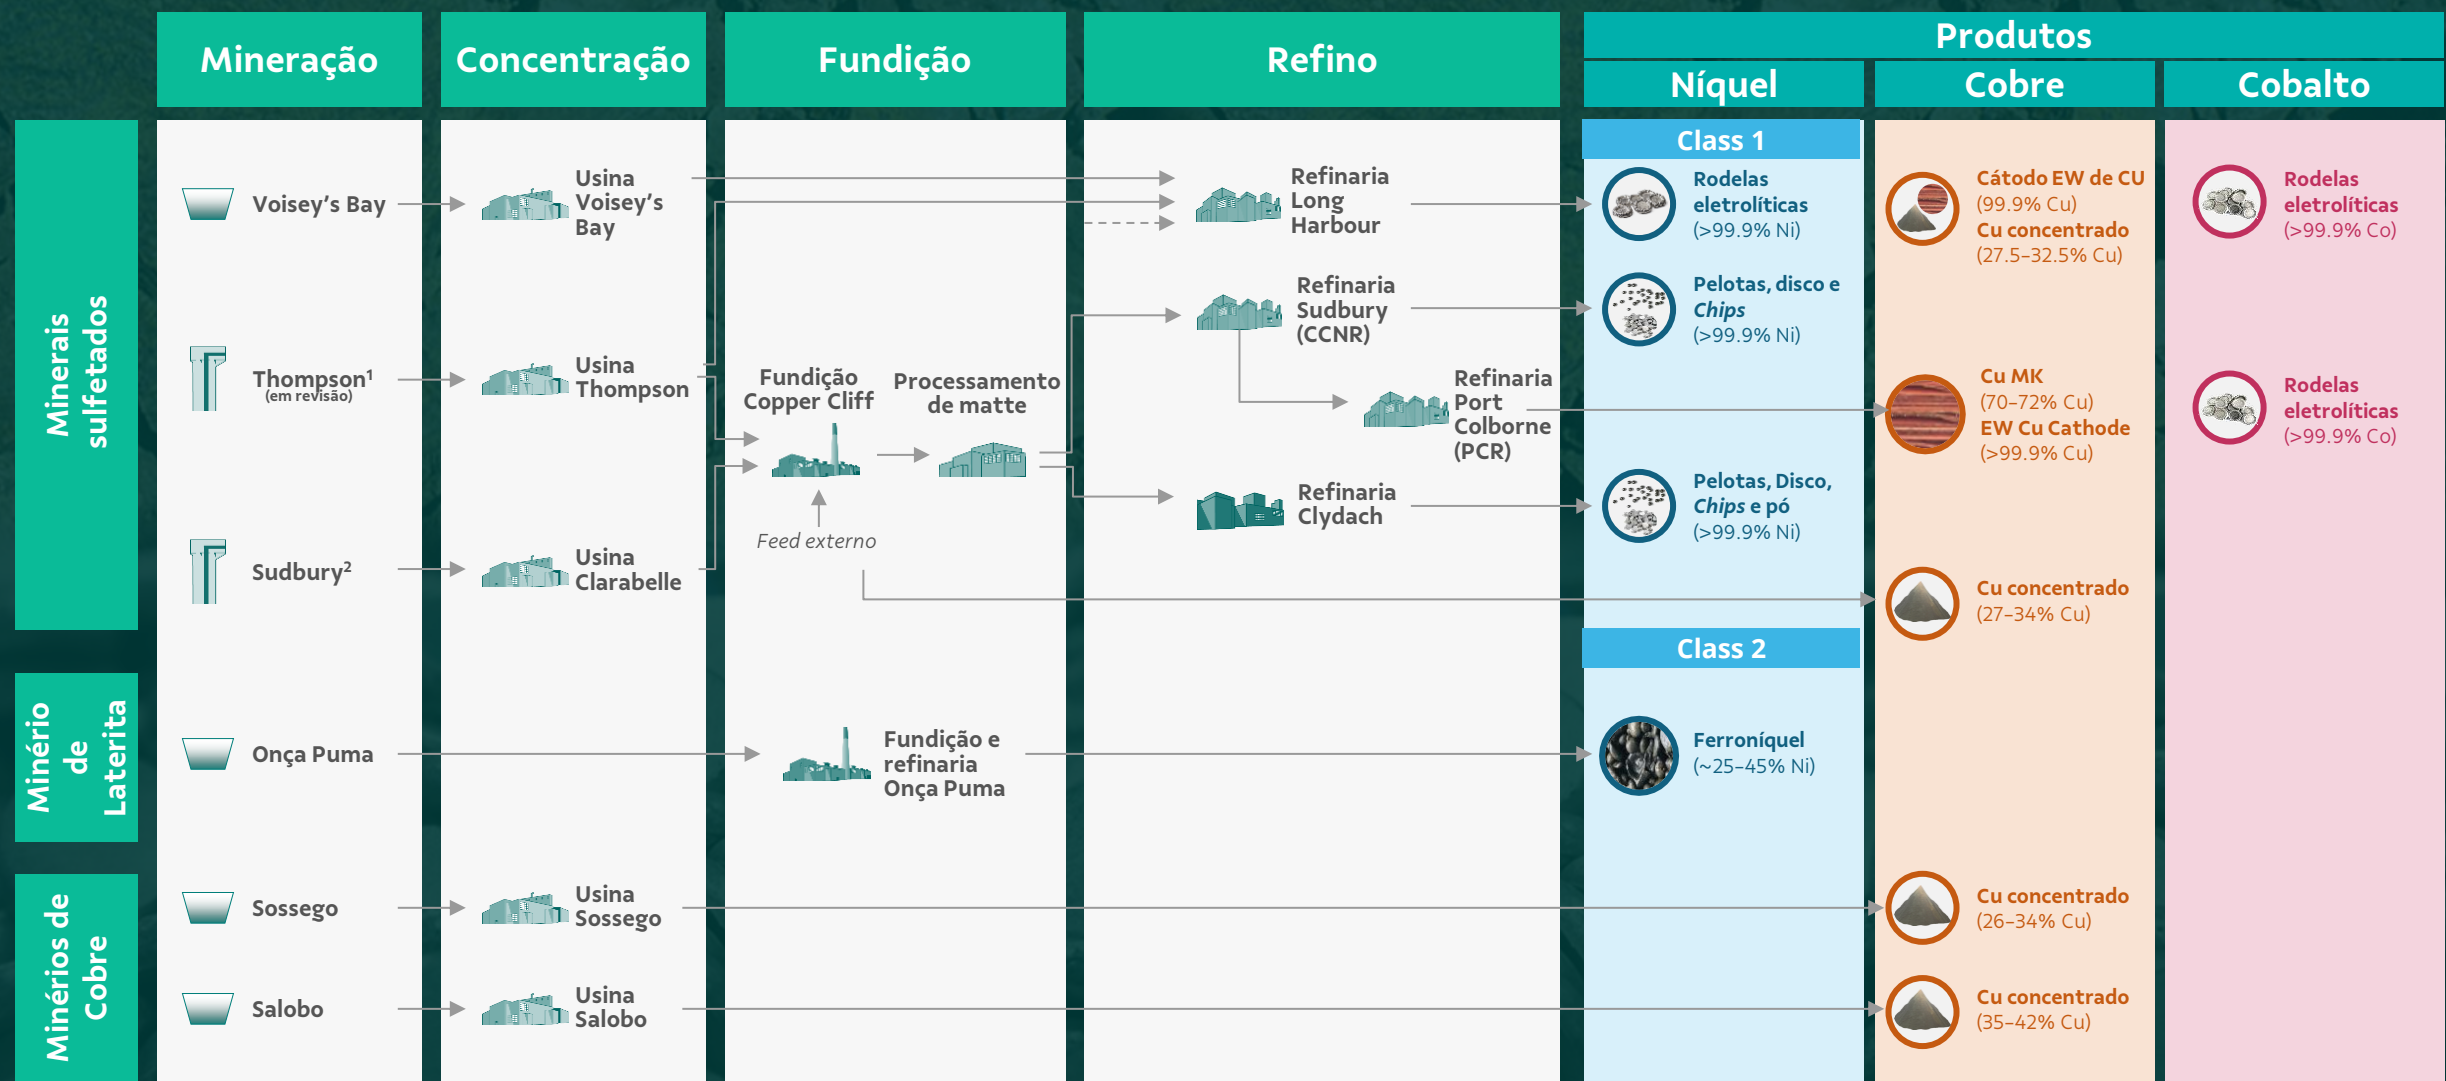 Mineração
Concentração
Fundição
Refino
Produtos
Níquel
Cobre
Cobalto
Minerais
sulfetados
Minério
de
Laterita
Minérios de
Cobre
Voisey’s Bay
Thompson¹
(em revisão)
Sudbury²
Onça Puma
Sossego
Salobo
Usina
Voisey’s
Bay
Usina
Thompson
Usina
Clarabelle
Usina
Sossego
Usina
Salobo
Fundição
Copper Cliff
Processamento
de matte
Feed externo
Fundição e
refinaria
Onça Puma
Refinaria
Long
Harbour
Refinaria
Sudbury
(CCNR)
Refinaria
Port
Colborne
(PCR)
Refinaria
Clydach
Class 1
Rodelas
eletrolíticas
(>99.9% Ni)
Pelotas, disco e
Chips
(>99.9% Ni)
Pelotas, Disco,
Chips e pó
(>99.9% Ni)
Class 2
Ferroníquel
(~25–45% Ni)
Cátodo EW de CU
(99.9% Cu)
Cu concentrado
(27.5–32.5% Cu)
Cu MK
(70–72% Cu)
EW Cu Cathode
(>99.9% Cu)
Cu concentrado
(27–34% Cu)
Cu concentrado
(26–34% Cu)
Cu concentrado
(35–42% Cu)
Rodelas
eletrolíticas
(>99.9% Co)
Rodelas
eletrolíticas
(>99.9% Co)